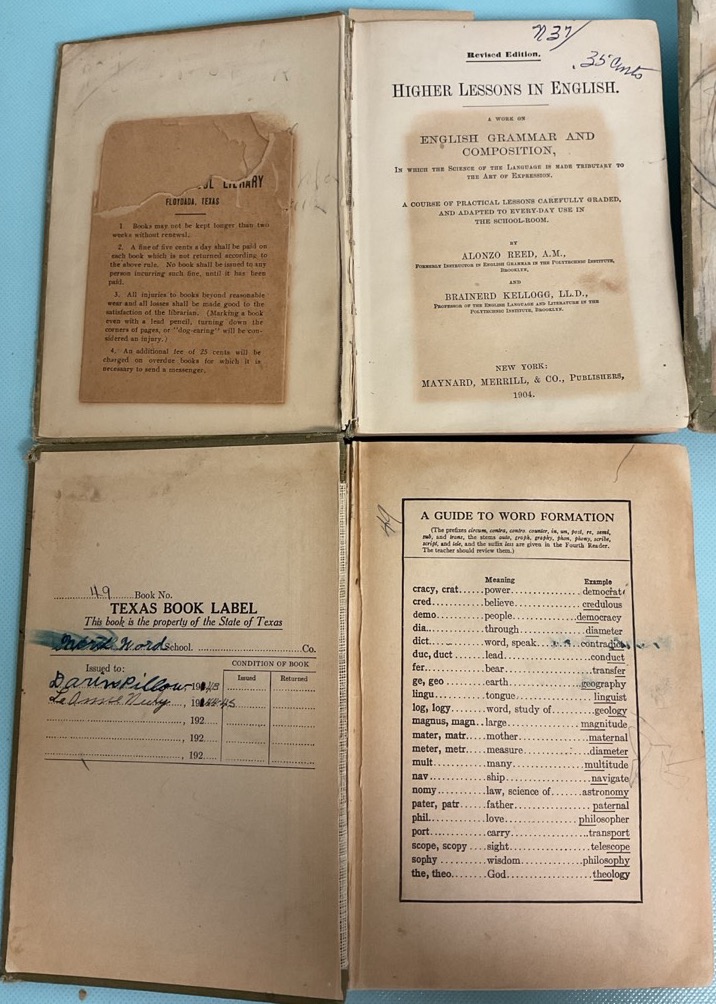 LIBRARY
FLOYDADA, TEXAS
1 Books may not be kept longer than two
weeks without renewal.
2. A fine of five cents a day shall be paid on
each book which is not returned according to
the above rule. No book shall be issued to any
person incurring such fine, until it has been
paid.
3. All injuries to books beyond reasonable
wear and all losses shall be made good to the
satisfaction of the librarian. (Marking a book
even with a lead pencil, turning down the
corners of pages, or "dog-earing" will be con-
sidered an injury.)
4. An additional fee of 25 cents will be
charged on overdue books for which it is
necessary to send a messenger.
35 Cents
Revised Edition.
HIGHER LESSONS IN ENGLISH.
A WORK ON
ENGLISH GRAMMAR AND
COMPOSITION,
IN WHICH THE SCIENCE OF THE LANGUAGE IS MADE TRIBUTARY TO
THE ART OF EXPRESSION.
A COURSE OF PRACTICAL LESSONS CAREFULLY GRADED,
AND ADAPTED TO EVERY-DAY USE IN
THE SCHOOL-ROOM.
BY
ALONZO REED, A.M.,
FORMERLY INSTRUCTOR IN ENGLISH GRAMMAR IN THE POLYTECHNIC INSTITUTE,
BROOKLYN,
AND
BRAINERD KELLOGG, LL.D.,
PROFESSOR OF THE ENGLISH LANGUAGE AND LITERATURE IN THE
POLYTECHNIC INSTITUTE, BROOKLYN.
NEW YORK:
MAYNARD, MERRILL, & CO., PUBLISHERS,
1904.
49 Book No.
TEXAS BOOK LABEL
This book is the property of the State of Texas
Ward School. Co.
Issued to: CONDITION OF BOOK
Issued Returned
192
192
192
49
A GUIDE TO WORD FORMATION
(The prefixes circum, contra, contro counter, in, un, post, re, semi,
sub, and trans, the stems auto, graph, graphy, phon, phony, scribe,
script, and isle, and the suffix less are given in the Fourth Reader.
The teacher should review them.)
Meaning Example
cracy, crat......power......democrat
cred......believe......credulous
demo......people......democracy
dia......through......diameter
dict......word, speak......contradict
duc, duct......lead......conduct
fer......bear......transfer
ge, geo......earth......geography
lingu......tongue......linguist
log, logy......word, study of......geology
magnus, magn..large......magnitude
mater, matr......mother......maternal
meter, metr......measure......diameter
mult......many......multitude
nav......ship......navigate
nomy......law, science of......astronomy
pater, patr......father......paternal
phil......love......philosopher
port......carry......transport
scope, scopy......sight......telescope
sophy......wisdom......philosophy
the, theo......God......theology